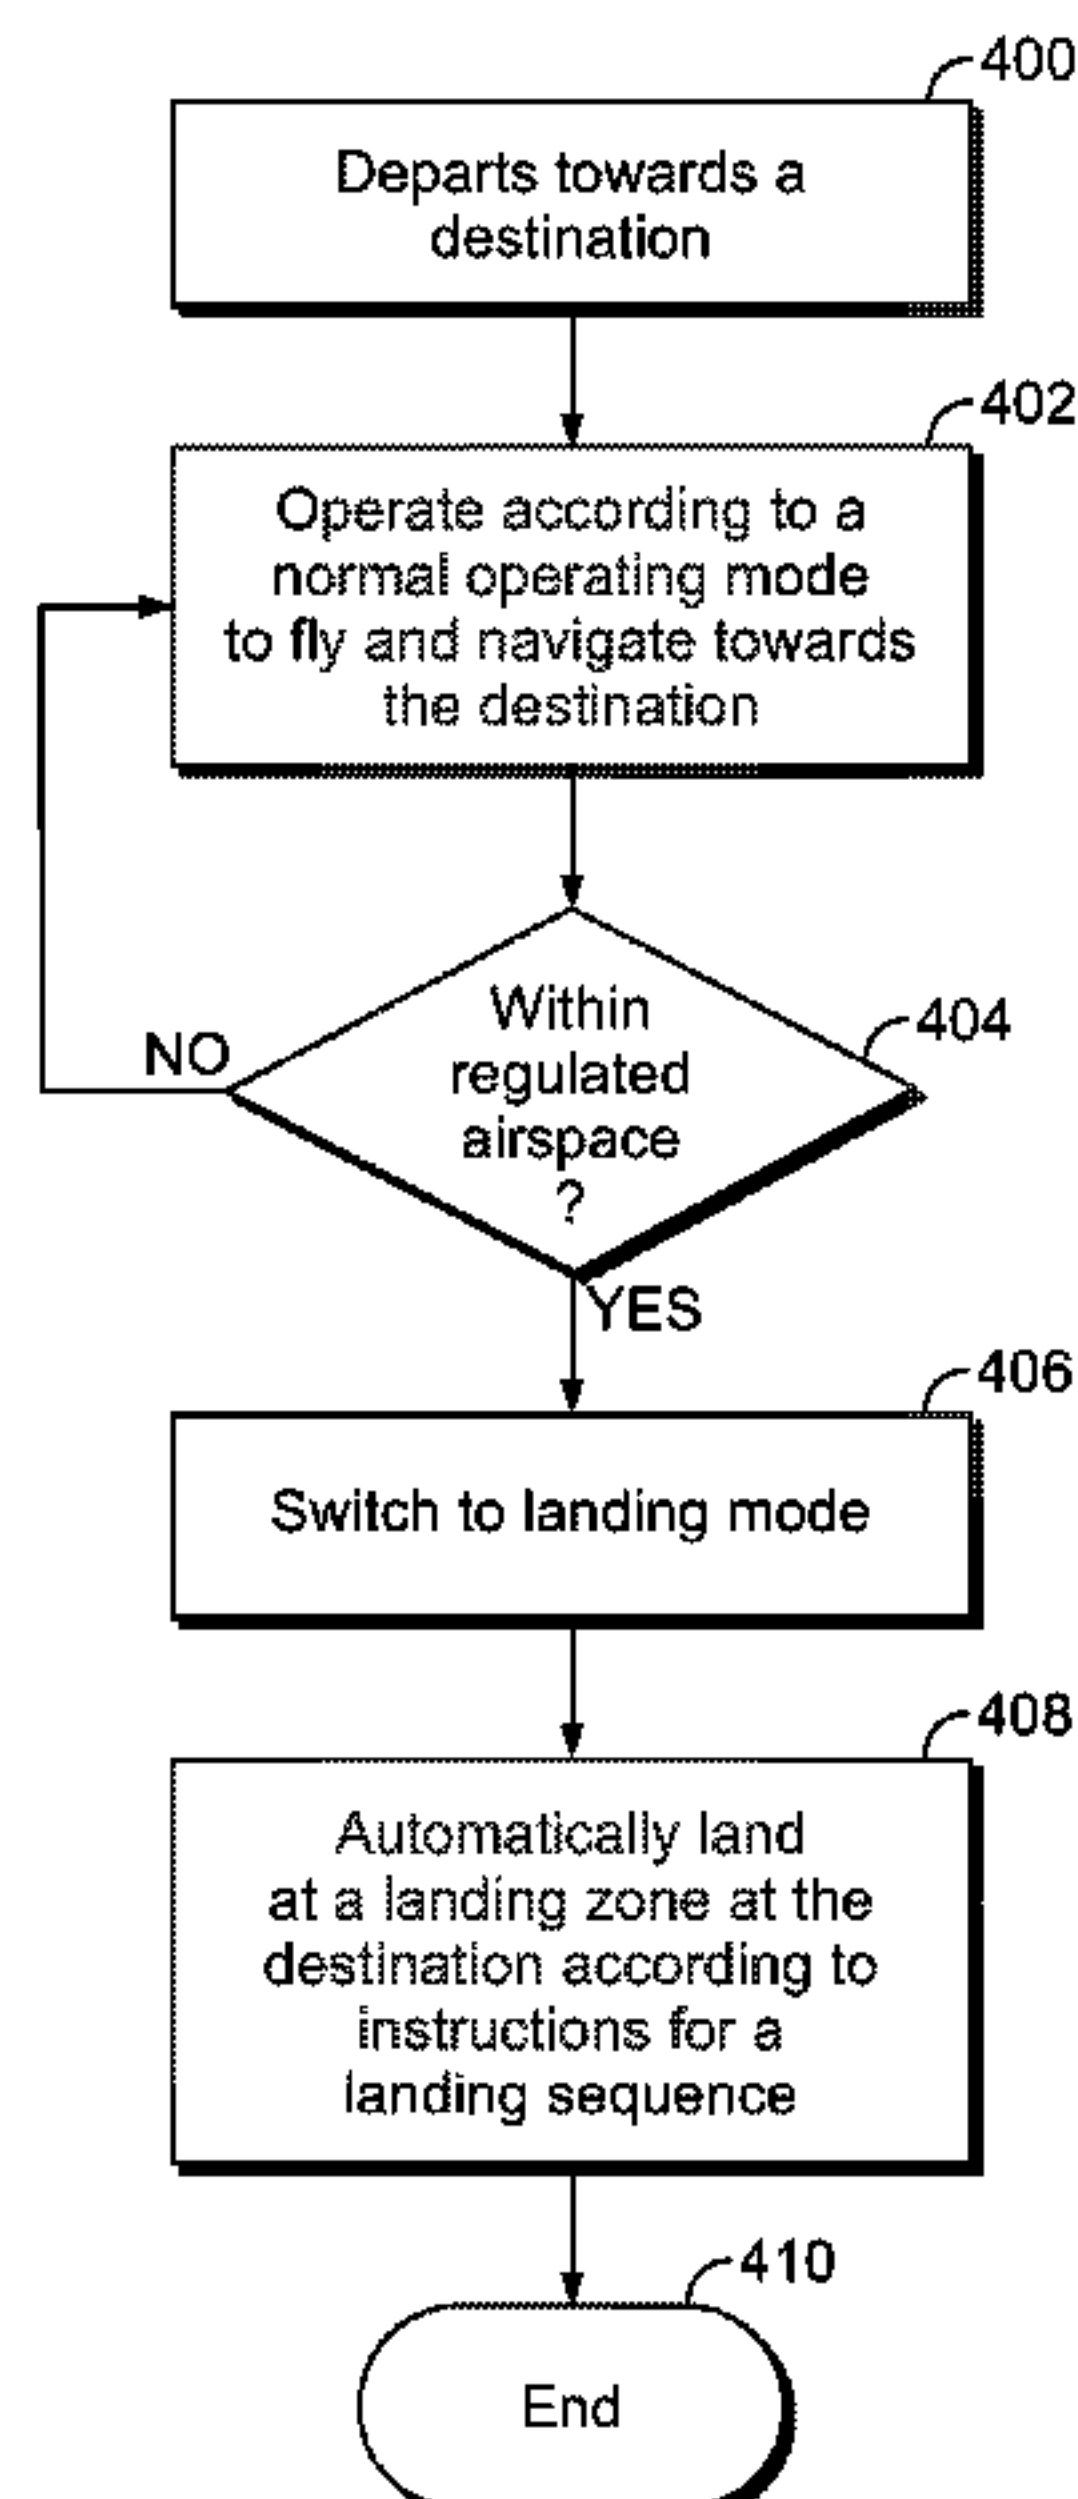 400
Departs towards a
destination
402
Operate according to a
normal operating mode
to fly and navigate towards
the destination
404
Within
regulated
airspace
?
NO
YES
406
Switch to landing mode
408
Automatically land
at a landing zone at the
destination according to
instructions for a
landing sequence
410
End